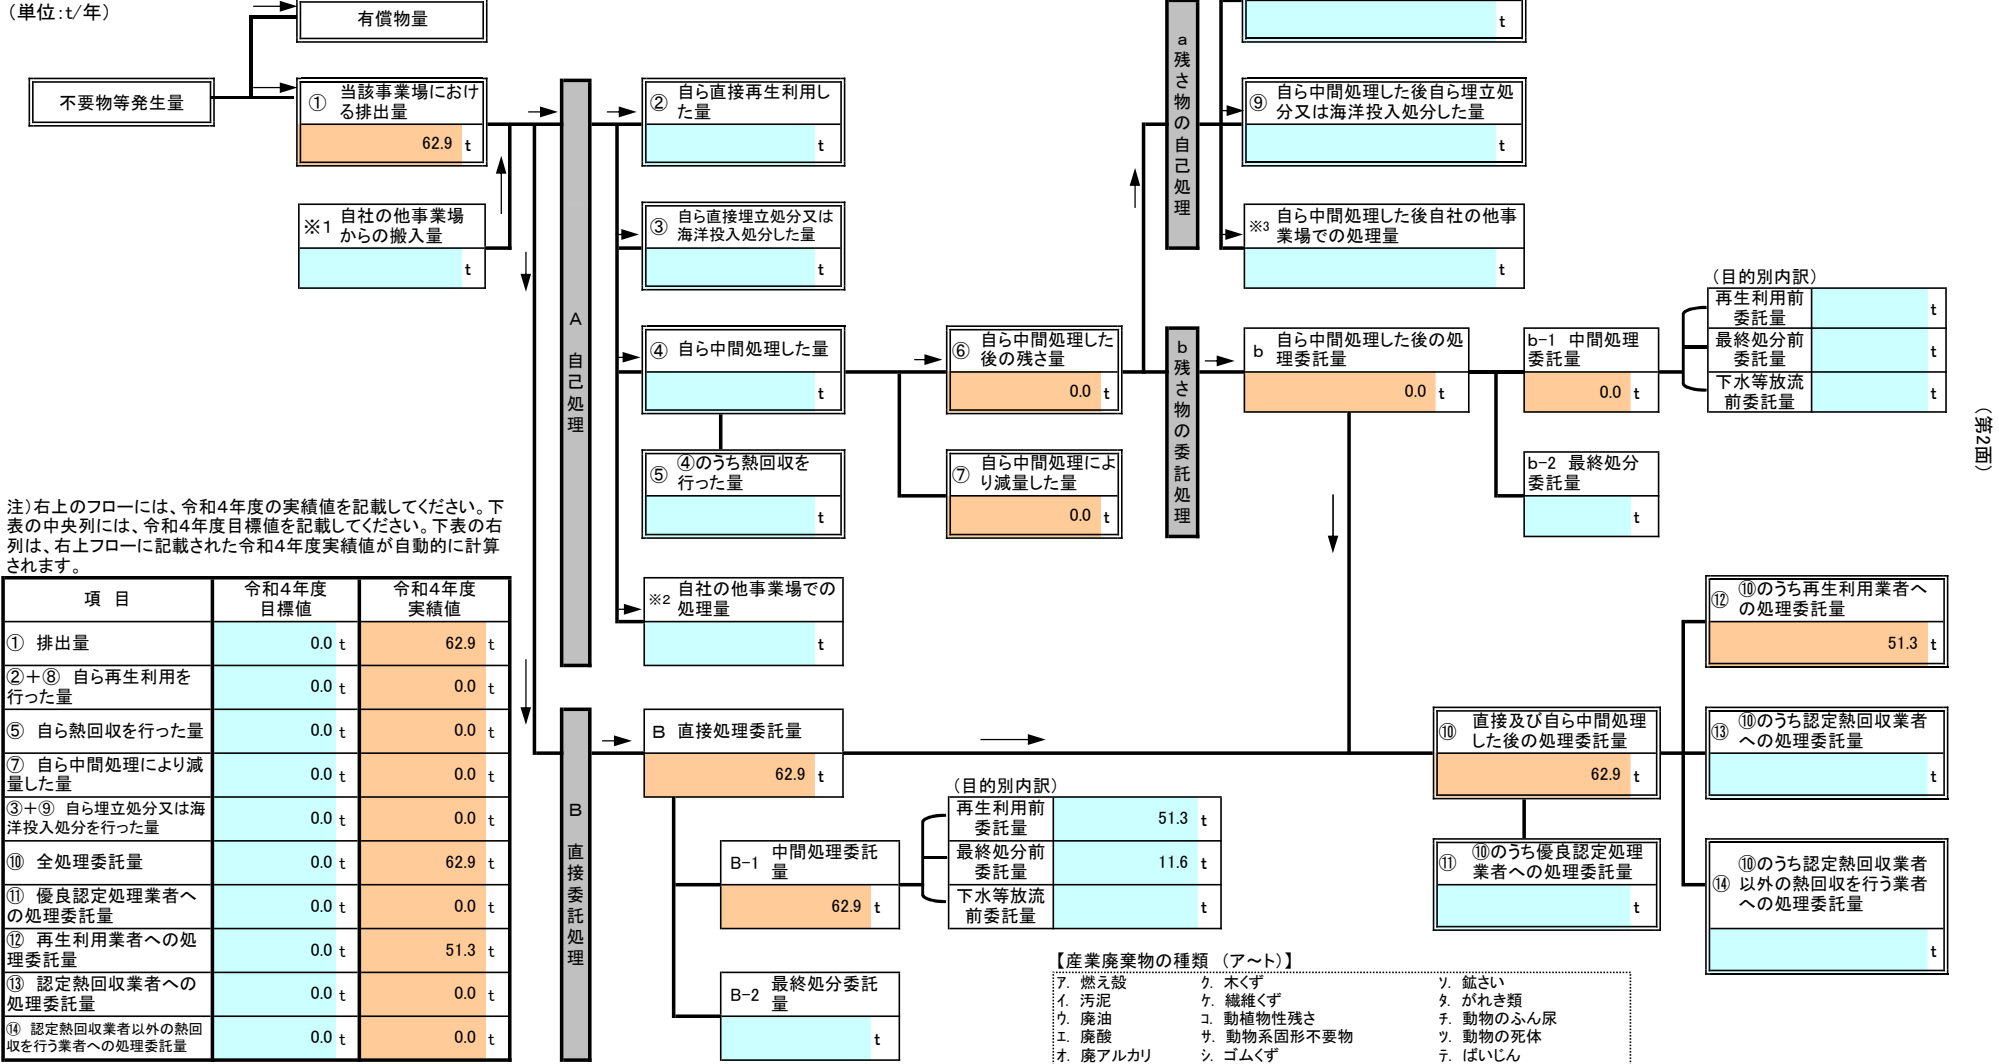 （単位:t/年）
有償物量
不要物等発生量
① 当該事業場におけ
る排出量
62.9 t
※1 自社の他事業場
からの搬入量
t
A 自己処理
② 自ら直接再生利用し
た量
t
③ 自ら直接埋立処分又は
海洋投入処分した量
t
④ 自ら中間処理した量
t
⑤ ④のうち熱回収を
行った量
t
※2 自社の他事業場での
処理量
t
⑥ 自ら中間処理した
後の残さ量
0.0 t
⑦ 自ら中間処理によ
り減量した量
0.0 t
a残さ物の自己処理
t
⑨ 自ら中間処理した後自ら埋立処
分又は海洋投入処分した量
t
※3 自ら中間処理した後自社の他事
業場での処理量
t
b残さ物の委託処理
b 自ら中間処理した後の処
理委託量
0.0 t
b-1 中間処理
委託量
0.0 t
b-2 最終処分
委託量
t
（目的別内訳）
再生利用前
委託量
t
最終処分前
委託量
t
下水等放流
前委託量
t
（第2面）
注）右上のフローには、令和4年度の実績値を記載してください。下
表の中央列には、令和4年度目標値を記載してください。下表の右
列は、右上フローに記載された令和4年度実績値が自動的に計算
されます。
項 目
令和4年度
目標値
令和4年度
実績値
① 排出量 0.0 t 62.9 t
②＋⑧ 自ら再生利用を
行った量 0.0 t 0.0 t
⑤ 自ら熱回収を行った量 0.0 t 0.0 t
⑦ 自ら中間処理により減
量した量 0.0 t 0.0 t
③＋⑨ 自ら埋立処分又は海
洋投入処分を行った量 0.0 t 0.0 t
⑩ 全処理委託量 0.0 t 62.9 t
⑪ 優良認定処理業者へ
の処理委託量 0.0 t 0.0 t
⑫ 再生利用業者への処
理委託量 0.0 t 51.3 t
⑬ 認定熱回収業者への
処理委託量 0.0 t 0.0 t
⑭ 認定熱回収業者以外の熱回
収を行う業者への処理委託量 0.0 t 0.0 t
B 直接委託処理
B 直接処理委託量
62.9 t
B-1 中間処理委託
量
62.9 t
B-2 最終処分委託
量
t
（目的別内訳）
再生利用前
委託量
51.3 t
最終処分前
委託量
11.6 t
下水等放流
前委託量
t
⑩ 直接及び自ら中間処理
した後の処理委託量
62.9 t
⑪ ⑩のうち優良認定処理
業者への処理委託量
t
⑫ ⑩のうち再生利用業者へ
の処理委託量
51.3 t
⑬ ⑩のうち認定熱回収業者
への処理委託量
t
⑭ ⑩のうち認定熱回収業者
以外の熱回収を行う業者
への処理委託量
t
【産業廃棄物の種類 （ア～ト）】
ア. 燃え殻 ク. 木くず ソ. 鉱さい
イ. 汚泥 ケ. 繊維くず タ. がれき類
ウ. 廃油 コ. 動植物性残さ チ. 動物のふん尿
エ. 廃酸 サ. 動物系固形不要物 ツ. 動物の死体
オ. 廃アルカリ シ. ゴムくず テ. ばいじん